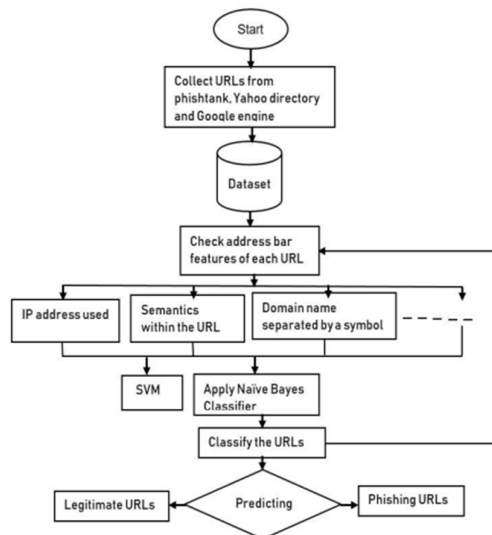 Start
Collect URLs from
phishtank, Yahoo directory
and Google engine
Dataset
Check address bar
features of each URL
IP address used
Semantics
within the URL
Domain name
separated by a symbol
SVM
Apply Naïve Bayes
Classifier
Classify the URLs
Predicting
Legitimate URLs
Phishing URLs